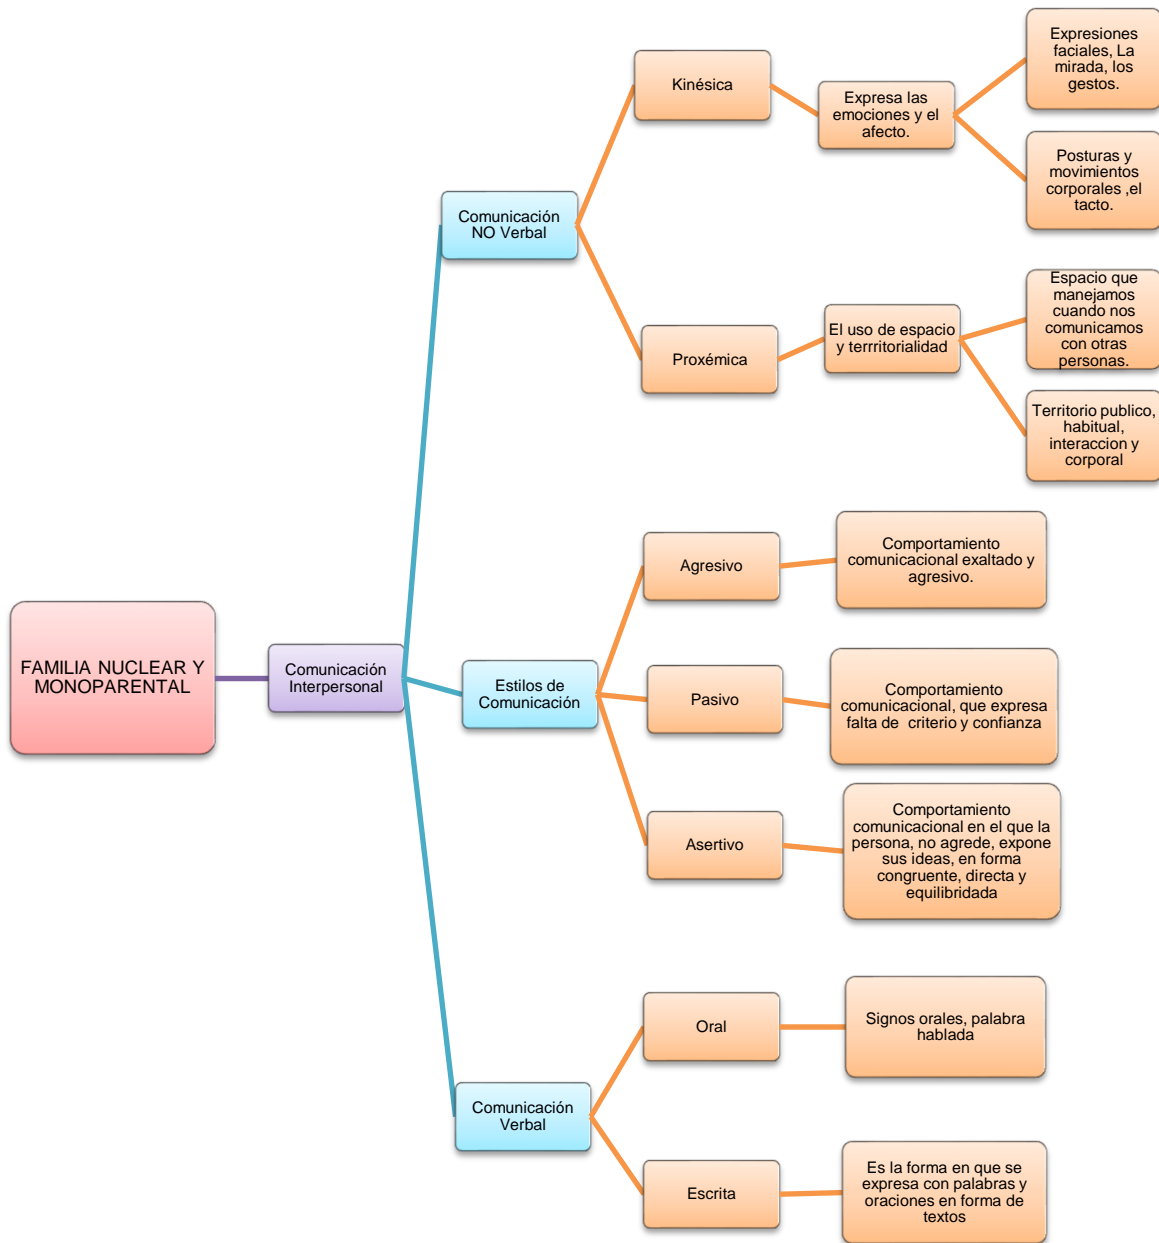 FAMILIA NUCLEAR Y
MONOPARENTAL
Comunicación
Interpersonal
Comunicación
NO Verbal
Kinésica
Expresa las
emociones y el
afecto.
Expresiones
faciales, La
mirada, los
gestos.
Posturas y
movimientos
corporales ,el
tacto.
Proxémica
El uso de espacio
y terrritorialidad
Espacio que
manejamos
cuando nos
comunicamos
con otras
personas.
Territorio publico,
habitual,
interaccion y
corporal
Estilos de
Comunicación
Agresivo
Comportamiento
comunicacional exaltado y
agresivo.
Pasivo
Comportamiento
comunicacional, que expresa
falta de criterio y confianza
Asertivo
Comportamiento
comunicacional en el que la
persona, no agrede, expone
sus ideas, en forma
congruente, directa y
equilibridada
Comunicación
Verbal
Oral
Signos orales, palabra
hablada
Escrita
Es la forma en que se
expresa con palabras y
oraciones en forma de
textos